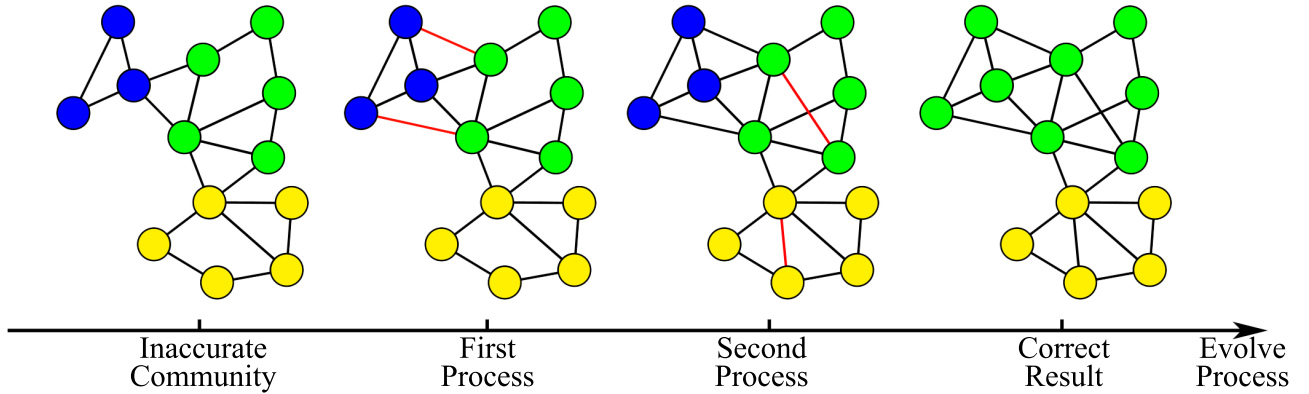 Inaccurate
Community
First
Process
Second
Process
Correct
Result
Evolve
Process